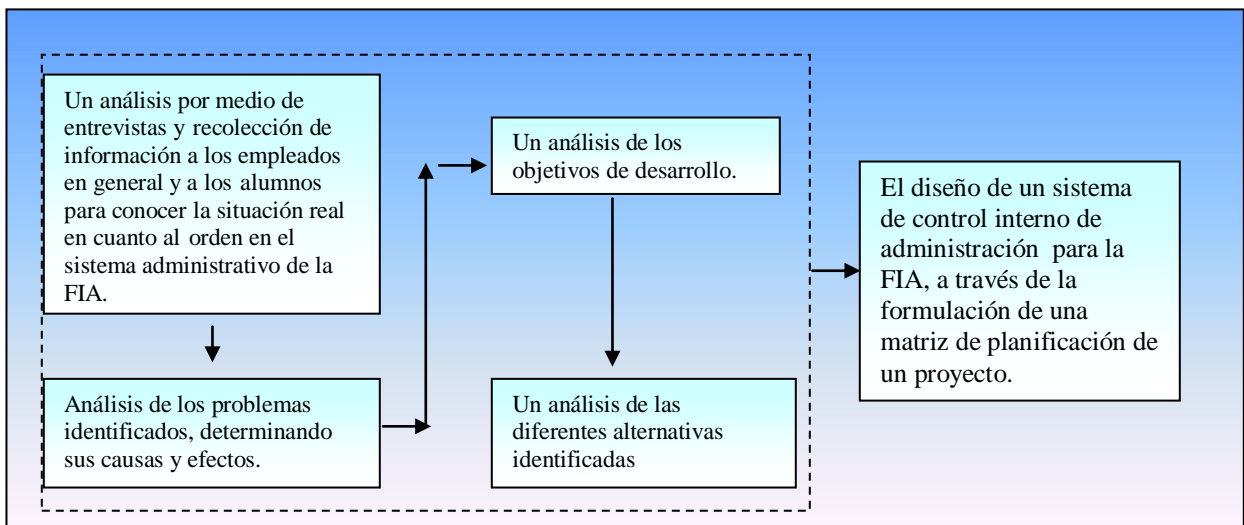 Un análisis por medio de
entrevistas y recolección de
información a los empleados
en general y a los alumnos
para conocer la situación real
en cuanto al orden en el
sistema administrativo de la
FIA.
Análisis de los problemas
identificados, determinando
sus causas y efectos.
Un análisis de los
objetivos de desarrollo.
Un análisis de las
diferentes alternativas
identificadas
El diseño de un sistema
de control interno de
administración para la
FIA, a través de la
formulación de una
matriz de planificación de
un proyecto.